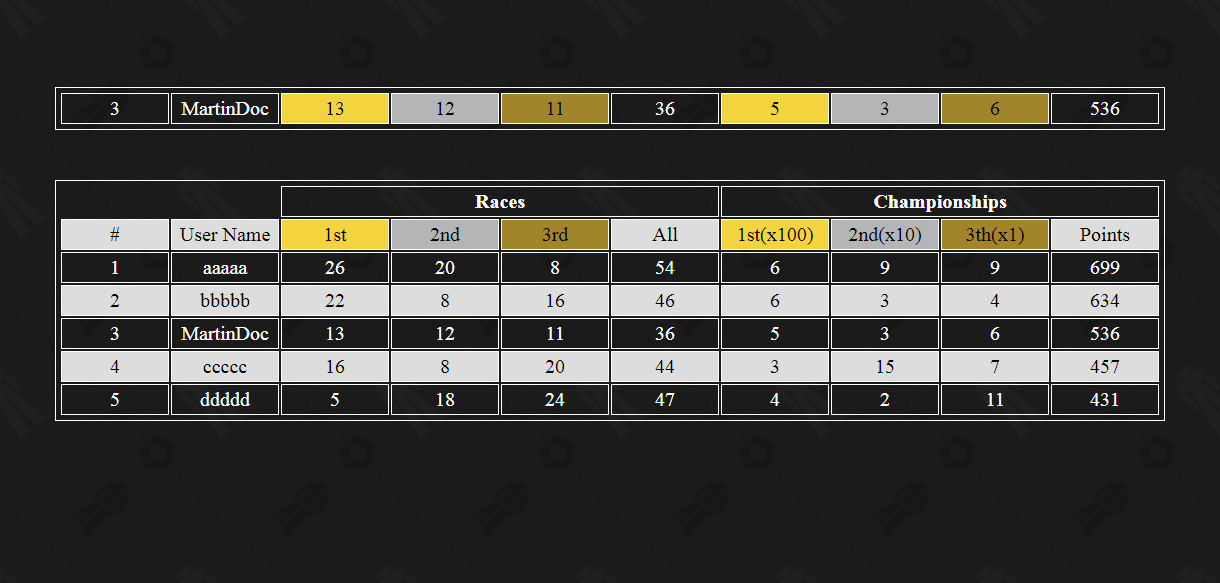 3 MartinDoc 13 12 11 36 5 3 6 536
Races Championships
# User Name 1st 2nd 3rd All 1st(x100) 2nd(x10) 3th(x1) Points
1 aaaaa 26 20 8 54 6 9 9 699
2 bbbbb 22 8 16 46 6 3 4 634
3 MartinDoc 13 12 11 36 5 3 6 536
4 ccccc 16 8 20 44 3 15 7 457
5 ddddd 5 18 24 47 4 2 11 431